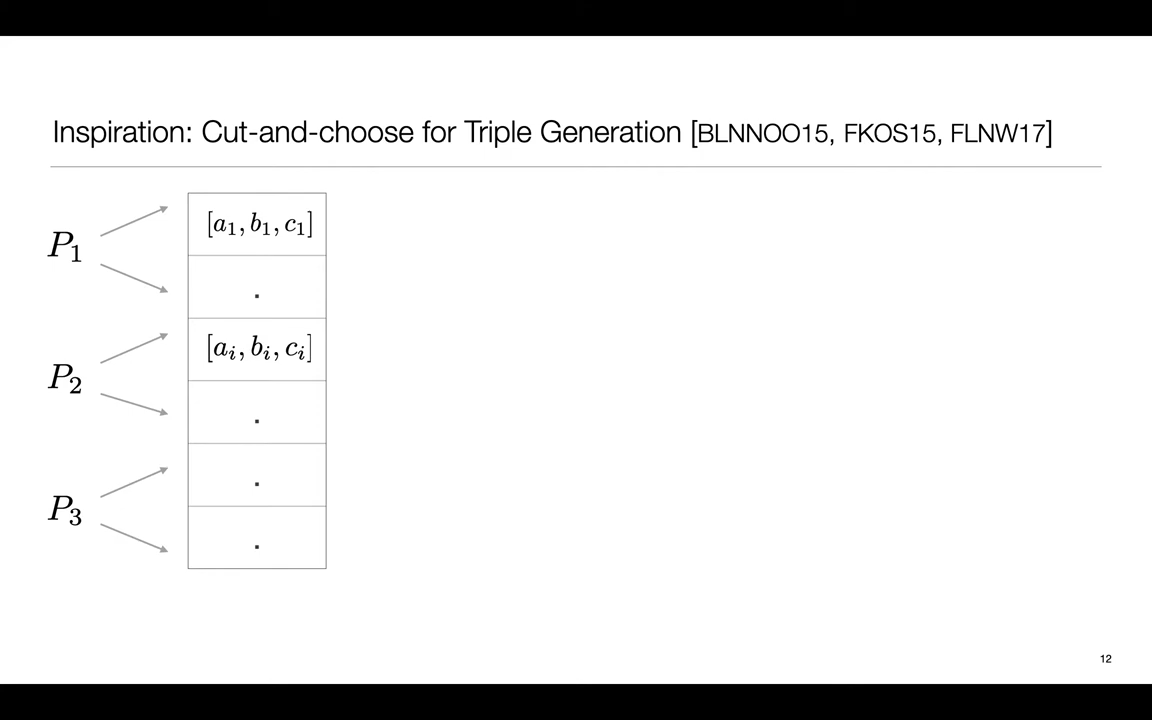 Inspiration: Cut-and-choose for Triple Generation [BLNNOO15, FKOS15, FLNW17]
P₁
[a₁, b₁, c₁]
.
P₂
[aᵢ, bᵢ, cᵢ]
.
.
P₃
.
12